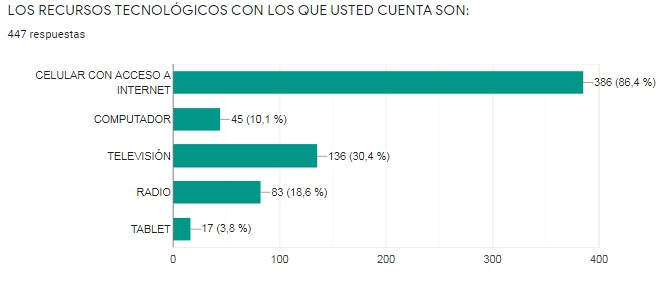 LOS RECURSOS TECNOLÓGICOS CON LOS QUE USTED CUENTA SON:
447 respuestas
CELULAR CON ACCESO A
INTERNET
386 (86,4 %)
COMPUTADOR
45 (10,1 %)
TELEVISIÓN
136 (30,4 %)
RADIO
83 (18,6 %)
TABLET
17 (3,8 %)
0 100 200 300 400